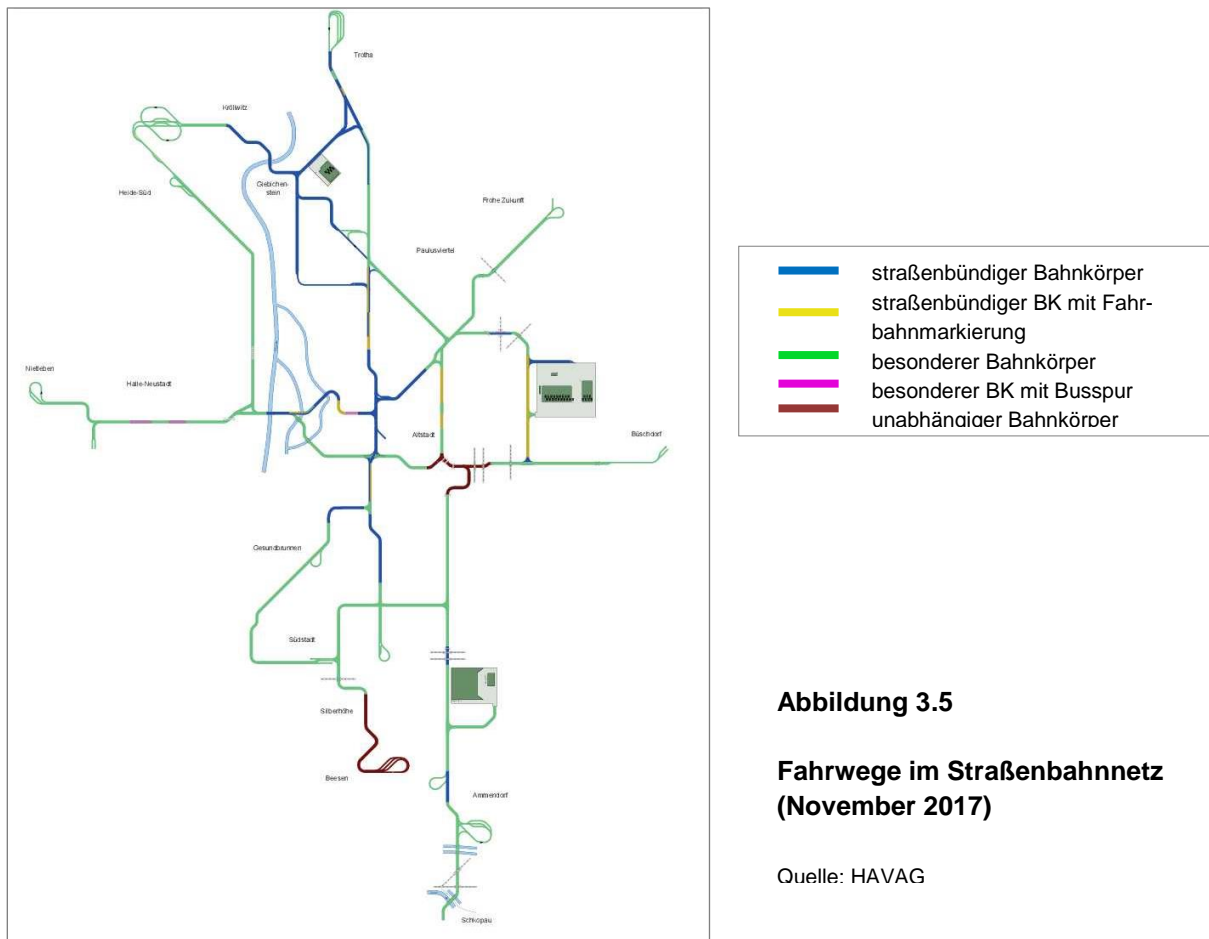 Trotha
Kröllwitz
Heide-Süd
Giebichen-
stein
Frohe Zukunft
Paulusviertel
Nietleben
Halle-Neustadt
Altstadt
Büschdorf
Gesundbrunnen
Südstadt
Silberhöhe
Beesen
Ammendorf
Schkopau
straßenbündiger Bahnkörper
straßenbündiger BK mit Fahr-
bahnmarkierung
besonderer Bahnkörper
besonderer BK mit Busspur
unabhängiger Bahnkörper
Abbildung 3.5
Fahrwege im Straßenbahnnetz
(November 2017)
Quelle: HAVAG